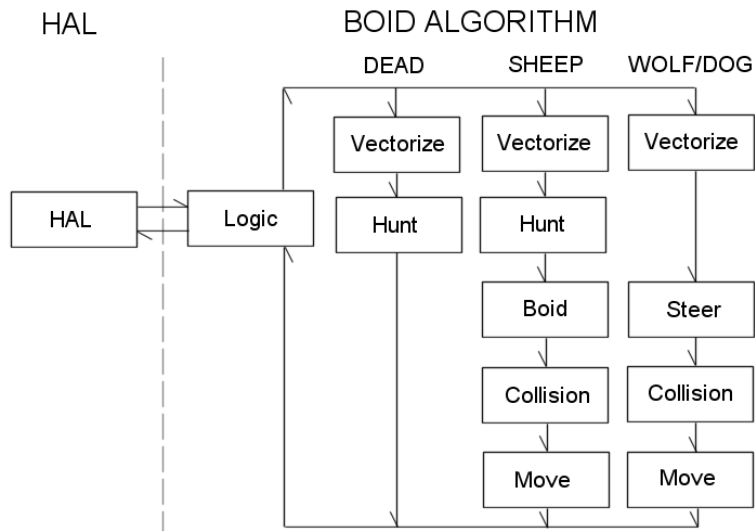 HAL BOID ALGORITHM
DEAD SHEEP WOLF/DOG
Vectorize Vectorize Vectorize
HAL Logic Hunt Hunt
Boid Steer
Collision Collision
Move Move